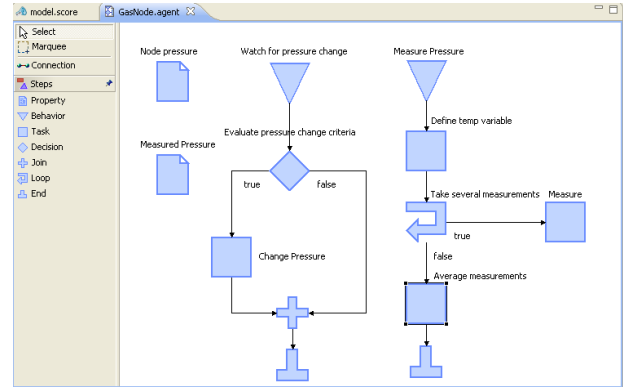 model.score
GasNode.agent
Select
Marquee
Connection
Steps
Property
Behavior
Task
Decision
Join
Loop
End
Node pressure
Watch for pressure change
Measure Pressure
Define temp variable
Evaluate pressure change criteria
Measured Pressure
true
false
Take several measurements
Measure
true
Change Pressure
false
Average measurements